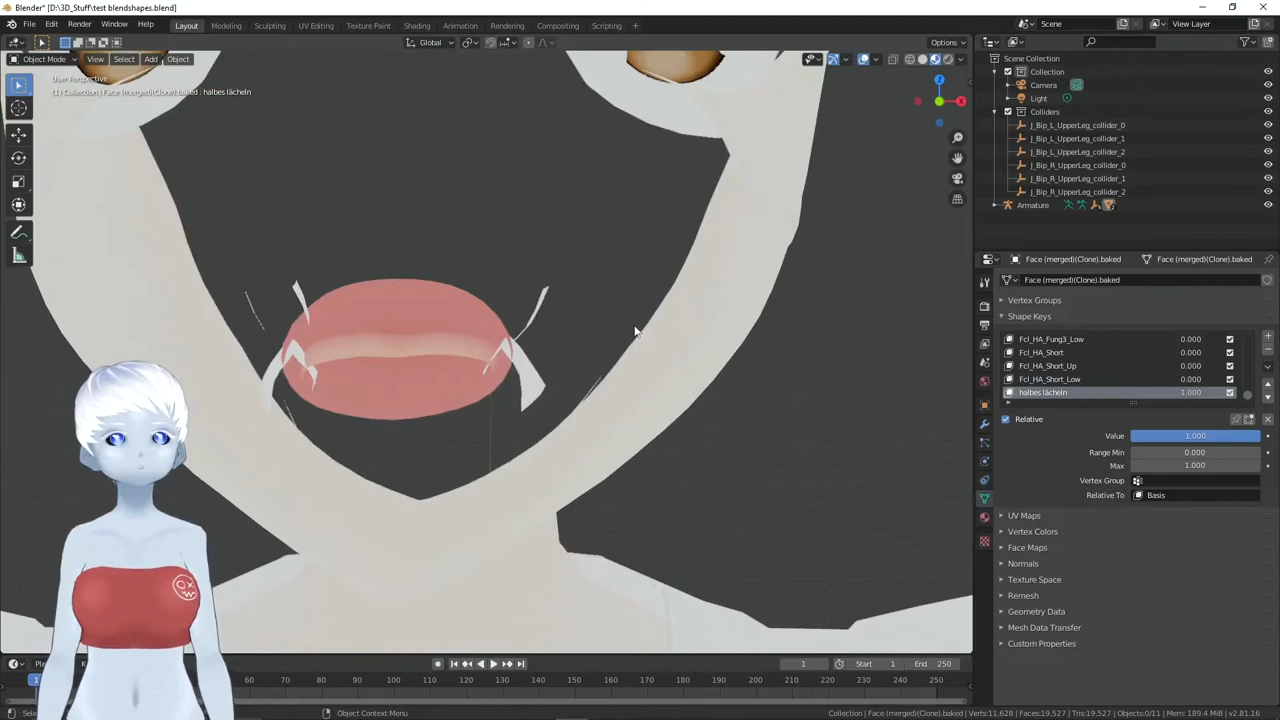 Blender* [D:\3D_Stuff\test blendshapes.blend]
File Edit Render Window Help Layout Modeling Sculpting UV Editing Texture Paint Shading Animation Rendering Compositing Scripting + Scene View Layer
Global Options
Object Mode View Select Add Object
User Perspective
(1) Collection | Face (merged)(Clone).baked : halbes lächeln
Z
X
Scene Collection
Collection
Camera
Light
Colliders
J_Bip_L_UpperLeg_collider_0
J_Bip_L_UpperLeg_collider_1
J_Bip_L_UpperLeg_collider_2
J_Bip_R_UpperLeg_collider_0
J_Bip_R_UpperLeg_collider_1
J_Bip_R_UpperLeg_collider_2
Armature
Face (merged)(Clone).baked Face (merged)(Clone).baked
Face (merged)(Clone).baked
Vertex Groups
Shape Keys
Fcl_HA_Fung3_Low 0.000
Fcl_HA_Short 0.000
Fcl_HA_Short_Up 0.000
Fcl_HA_Short_Low 0.000
halbes lächeln 1.000
Relative
Value 1.000
Range Min 0.000
Max 1.000
Vertex Group
Relative To Basis
UV Maps
Vertex Colors
Face Maps
Normals
Texture Space
Remesh
Geometry Data
Mesh Data Transfer
Custom Properties
1 Start 1 End 250
50 60 70 80 90 100 110 120 130 140 150 160 170 180 190 200 210 220 230 240 250
Object Context Menu
Collection | Face (merged)(Clone).baked | Verts:11,628 | Faces:19,527 | Tris:19,527 | Objects:0/11 | Mem: 189.4 MiB | v2.81.16